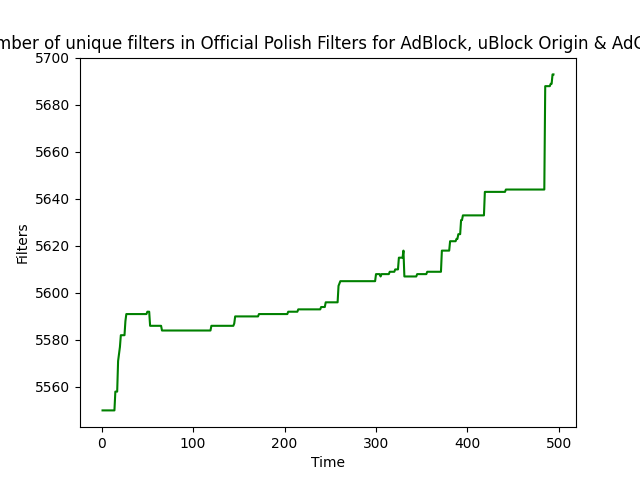 mber of unique filters in Official Polish Filters for AdBlock, uBlock Origin & AdG
5700
5680
5660
5640
5620
5600
5580
5560
Filters
0 100 200 300 400 500
Time